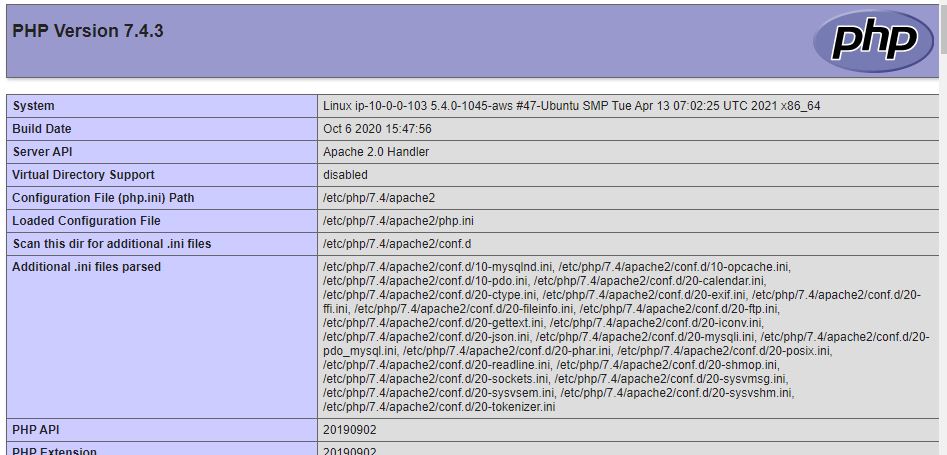 PHP Version 7.4.3
php
System Linux ip-10-0-0-103 5.4.0-1045-aws #47-Ubuntu SMP Tue Apr 13 07:02:25 UTC 2021 x86_64
Build Date Oct 6 2020 15:47:56
Server API Apache 2.0 Handler
Virtual Directory Support disabled
Configuration File (php.ini) Path /etc/php/7.4/apache2
Loaded Configuration File /etc/php/7.4/apache2/php.ini
Scan this dir for additional .ini files /etc/php/7.4/apache2/conf.d
Additional .ini files parsed /etc/php/7.4/apache2/conf.d/10-mysqlnd.ini, /etc/php/7.4/apache2/conf.d/10-opcache.ini,
/etc/php/7.4/apache2/conf.d/10-pdo.ini, /etc/php/7.4/apache2/conf.d/20-calendar.ini,
/etc/php/7.4/apache2/conf.d/20-ctype.ini, /etc/php/7.4/apache2/conf.d/20-exif.ini, /etc/php/7.4/apache2/conf.d/20-
ffi.ini, /etc/php/7.4/apache2/conf.d/20-fileinfo.ini, /etc/php/7.4/apache2/conf.d/20-ftp.ini,
/etc/php/7.4/apache2/conf.d/20-gettext.ini, /etc/php/7.4/apache2/conf.d/20-iconv.ini,
/etc/php/7.4/apache2/conf.d/20-json.ini, /etc/php/7.4/apache2/conf.d/20-mysqli.ini, /etc/php/7.4/apache2/conf.d/20-
pdo_mysql.ini, /etc/php/7.4/apache2/conf.d/20-phar.ini, /etc/php/7.4/apache2/conf.d/20-posix.ini,
/etc/php/7.4/apache2/conf.d/20-readline.ini, /etc/php/7.4/apache2/conf.d/20-shmop.ini,
/etc/php/7.4/apache2/conf.d/20-sockets.ini, /etc/php/7.4/apache2/conf.d/20-sysvmsg.ini,
/etc/php/7.4/apache2/conf.d/20-sysvsem.ini, /etc/php/7.4/apache2/conf.d/20-sysvshm.ini,
/etc/php/7.4/apache2/conf.d/20-tokenizer.ini
PHP API 20190902
PHP Extension 20190902